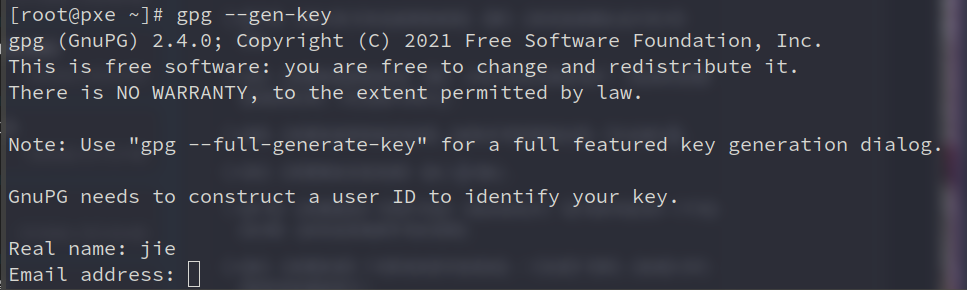 [root@pxe ~]# gpg --gen-key
gpg (GnuPG) 2.4.0; Copyright (C) 2021 Free Software Foundation, Inc.
This is free software: you are free to change and redistribute it.
There is NO WARRANTY, to the extent permitted by law.
Note: Use "gpg --full-generate-key" for a full featured key generation dialog.
GnuPG needs to construct a user ID to identify your key.
Real name: jie
Email address: